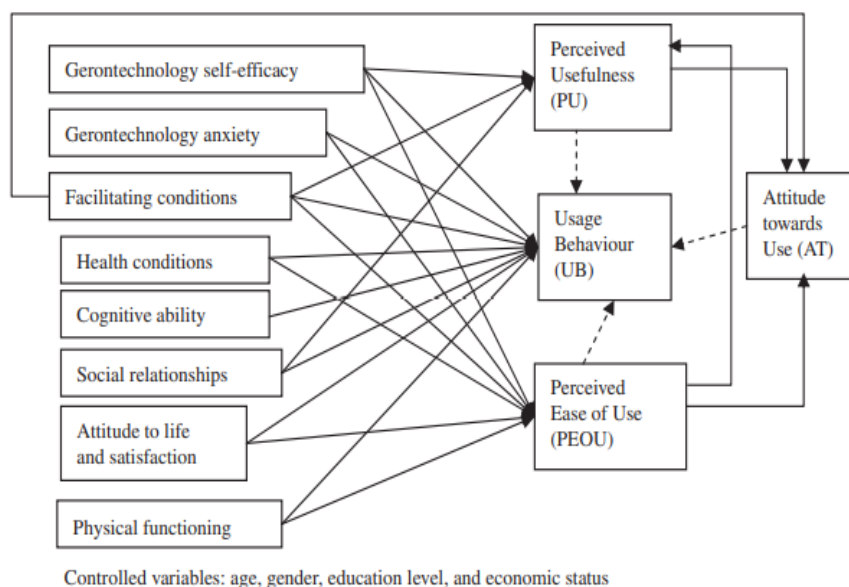 Gerontechnology self-efficacy
Gerontechnology anxiety
Facilitating conditions
Health conditions
Cognitive ability
Social relationships
Attitude to life
and satisfaction
Physical functioning
Perceived
Usefulness
(PU)
Usage
Behaviour
(UB)
Perceived
Ease of Use
(PEOU)
Attitude
towards
Use (AT)
Controlled variables: age, gender, education level, and economic status